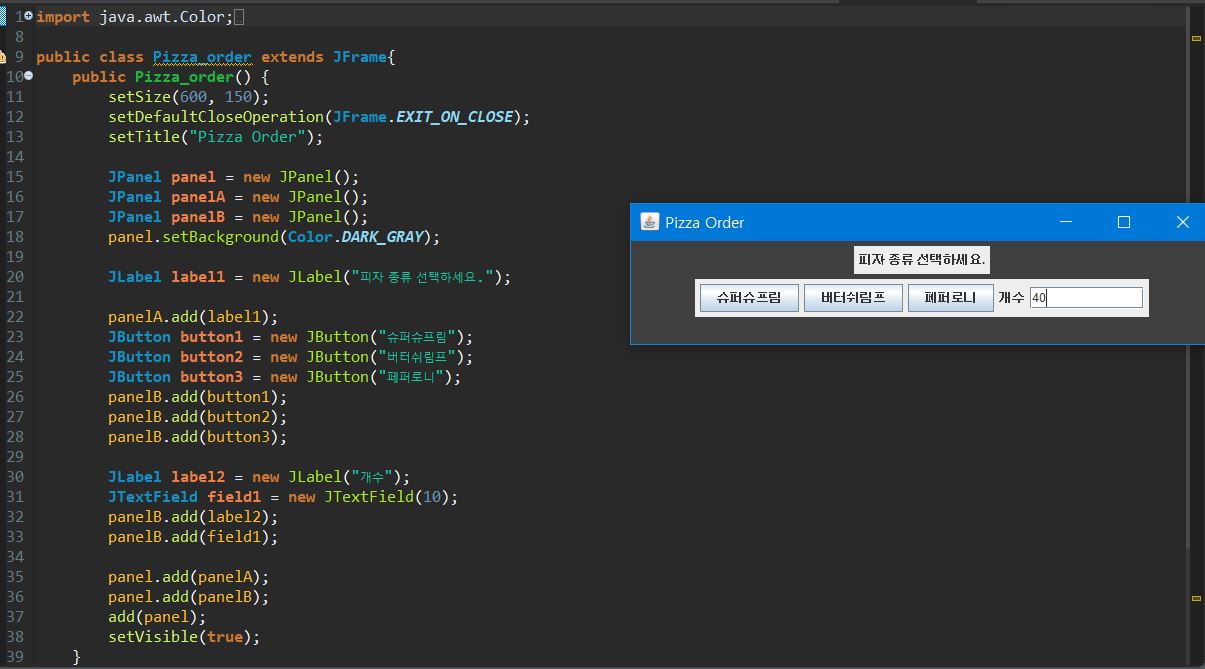 1 import java.awt.Color;
8
9 public class Pizza_order extends JFrame{
10 public Pizza_order() {
11 setSize(600, 150);
12 setDefaultCloseOperation(JFrame.EXIT_ON_CLOSE);
13 setTitle("Pizza Order");
14
15 JPanel panel = new JPanel();
16 JPanel panelA = new JPanel();
17 JPanel panelB = new JPanel();
18 panel.setBackground(Color.DARK_GRAY);
19
20 JLabel label1 = new JLabel("피자 종류 선택하세요.");
21
22 panelA.add(label1);
23 JButton button1 = new JButton("슈퍼슈프림");
24 JButton button2 = new JButton("버터쉬림프");
25 JButton button3 = new JButton("페퍼로니");
26 panelB.add(button1);
27 panelB.add(button2);
28 panelB.add(button3);
29
30 JLabel label2 = new JLabel("개수");
31 JTextField field1 = new JTextField(10);
32 panelB.add(label2);
33 panelB.add(field1);
34
35 panel.add(panelA);
36 panel.add(panelB);
37 add(panel);
38 setVisible(true);
39 }
Pizza Order
피자 종류 선택하세요.
슈퍼슈프림 버터쉬림프 페퍼로니 개수 40